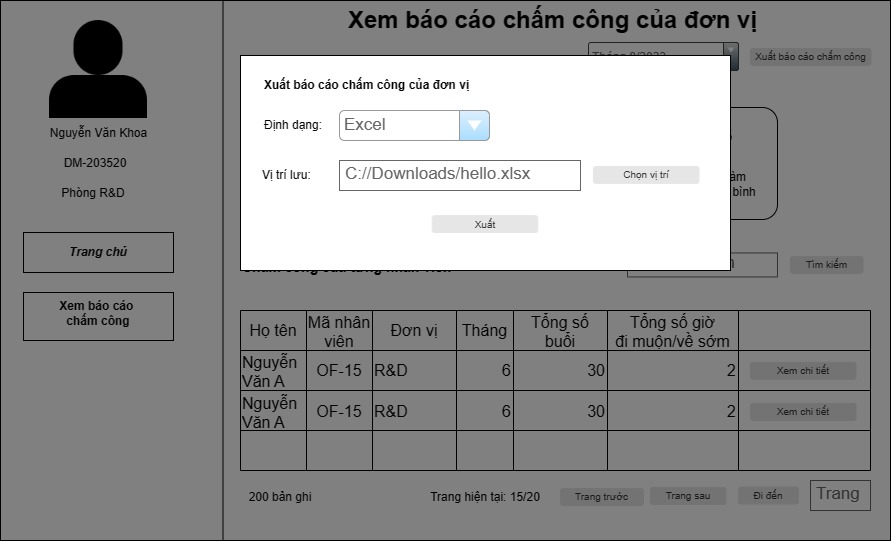 Xem báo cáo chấm công của đơn vị
Nguyễn Văn Khoa
DM-203520
Phòng R&D
Trang chủ
Xem báo cáo
chấm công
Xuất báo cáo chấm công
Xuất báo cáo chấm công của đơn vị
Định dạng:
Excel
Vị trí lưu:
C://Downloads/hello.xlsx
Chọn vị trí
Xuất
bình
Tìm kiếm
Họ tên
Mã nhân
viên
Đơn vị
Tháng
Tổng số
buổi
Tổng số giờ
đi muộn/về sớm
Nguyễn
Văn A
OF-15
R&D
6
30
2
Xem chi tiết
Nguyễn
Văn A
OF-15
R&D
6
30
2
Xem chi tiết
200 bản ghi
Trang hiện tại: 15/20
Trang trước
Trang sau
Đi đến
Trang